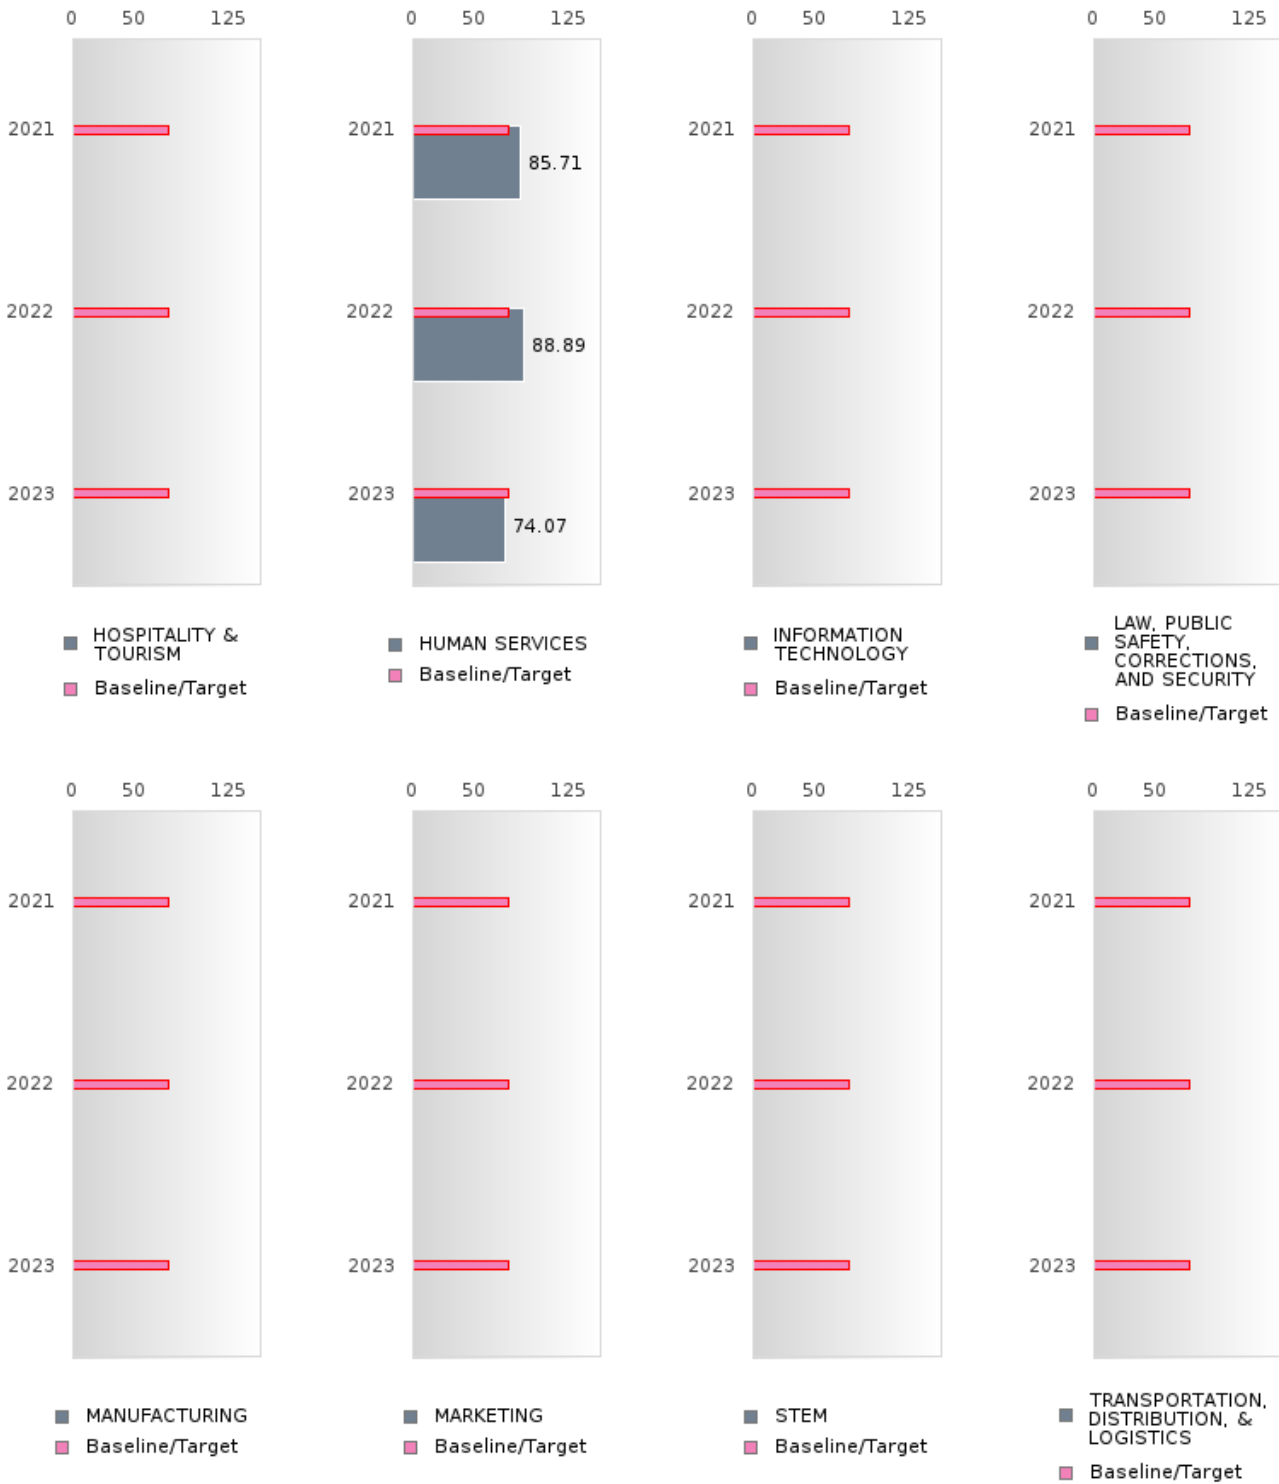 0 50 125
0 50 125
0 50 125
0 50 125
2021
2021
85.71
2021
2021
2022
2022
88.89
2022
2022
2023
2023
74.07
2023
2023
HOSPITALITY &
TOURISM
Baseline/Target
HUMAN SERVICES
Baseline/Target
INFORMATION
TECHNOLOGY
Baseline/Target
LAW, PUBLIC
SAFETY,
CORRECTIONS,
AND SECURITY
Baseline/Target
0 50 125
0 50 125
0 50 125
0 50 125
2021
2021
2021
2021
2022
2022
2022
2022
2023
2023
2023
2023
MANUFACTURING
Baseline/Target
MARKETING
Baseline/Target
STEM
Baseline/Target
TRANSPORTATION,
DISTRIBUTION, &
LOGISTICS
Baseline/Target